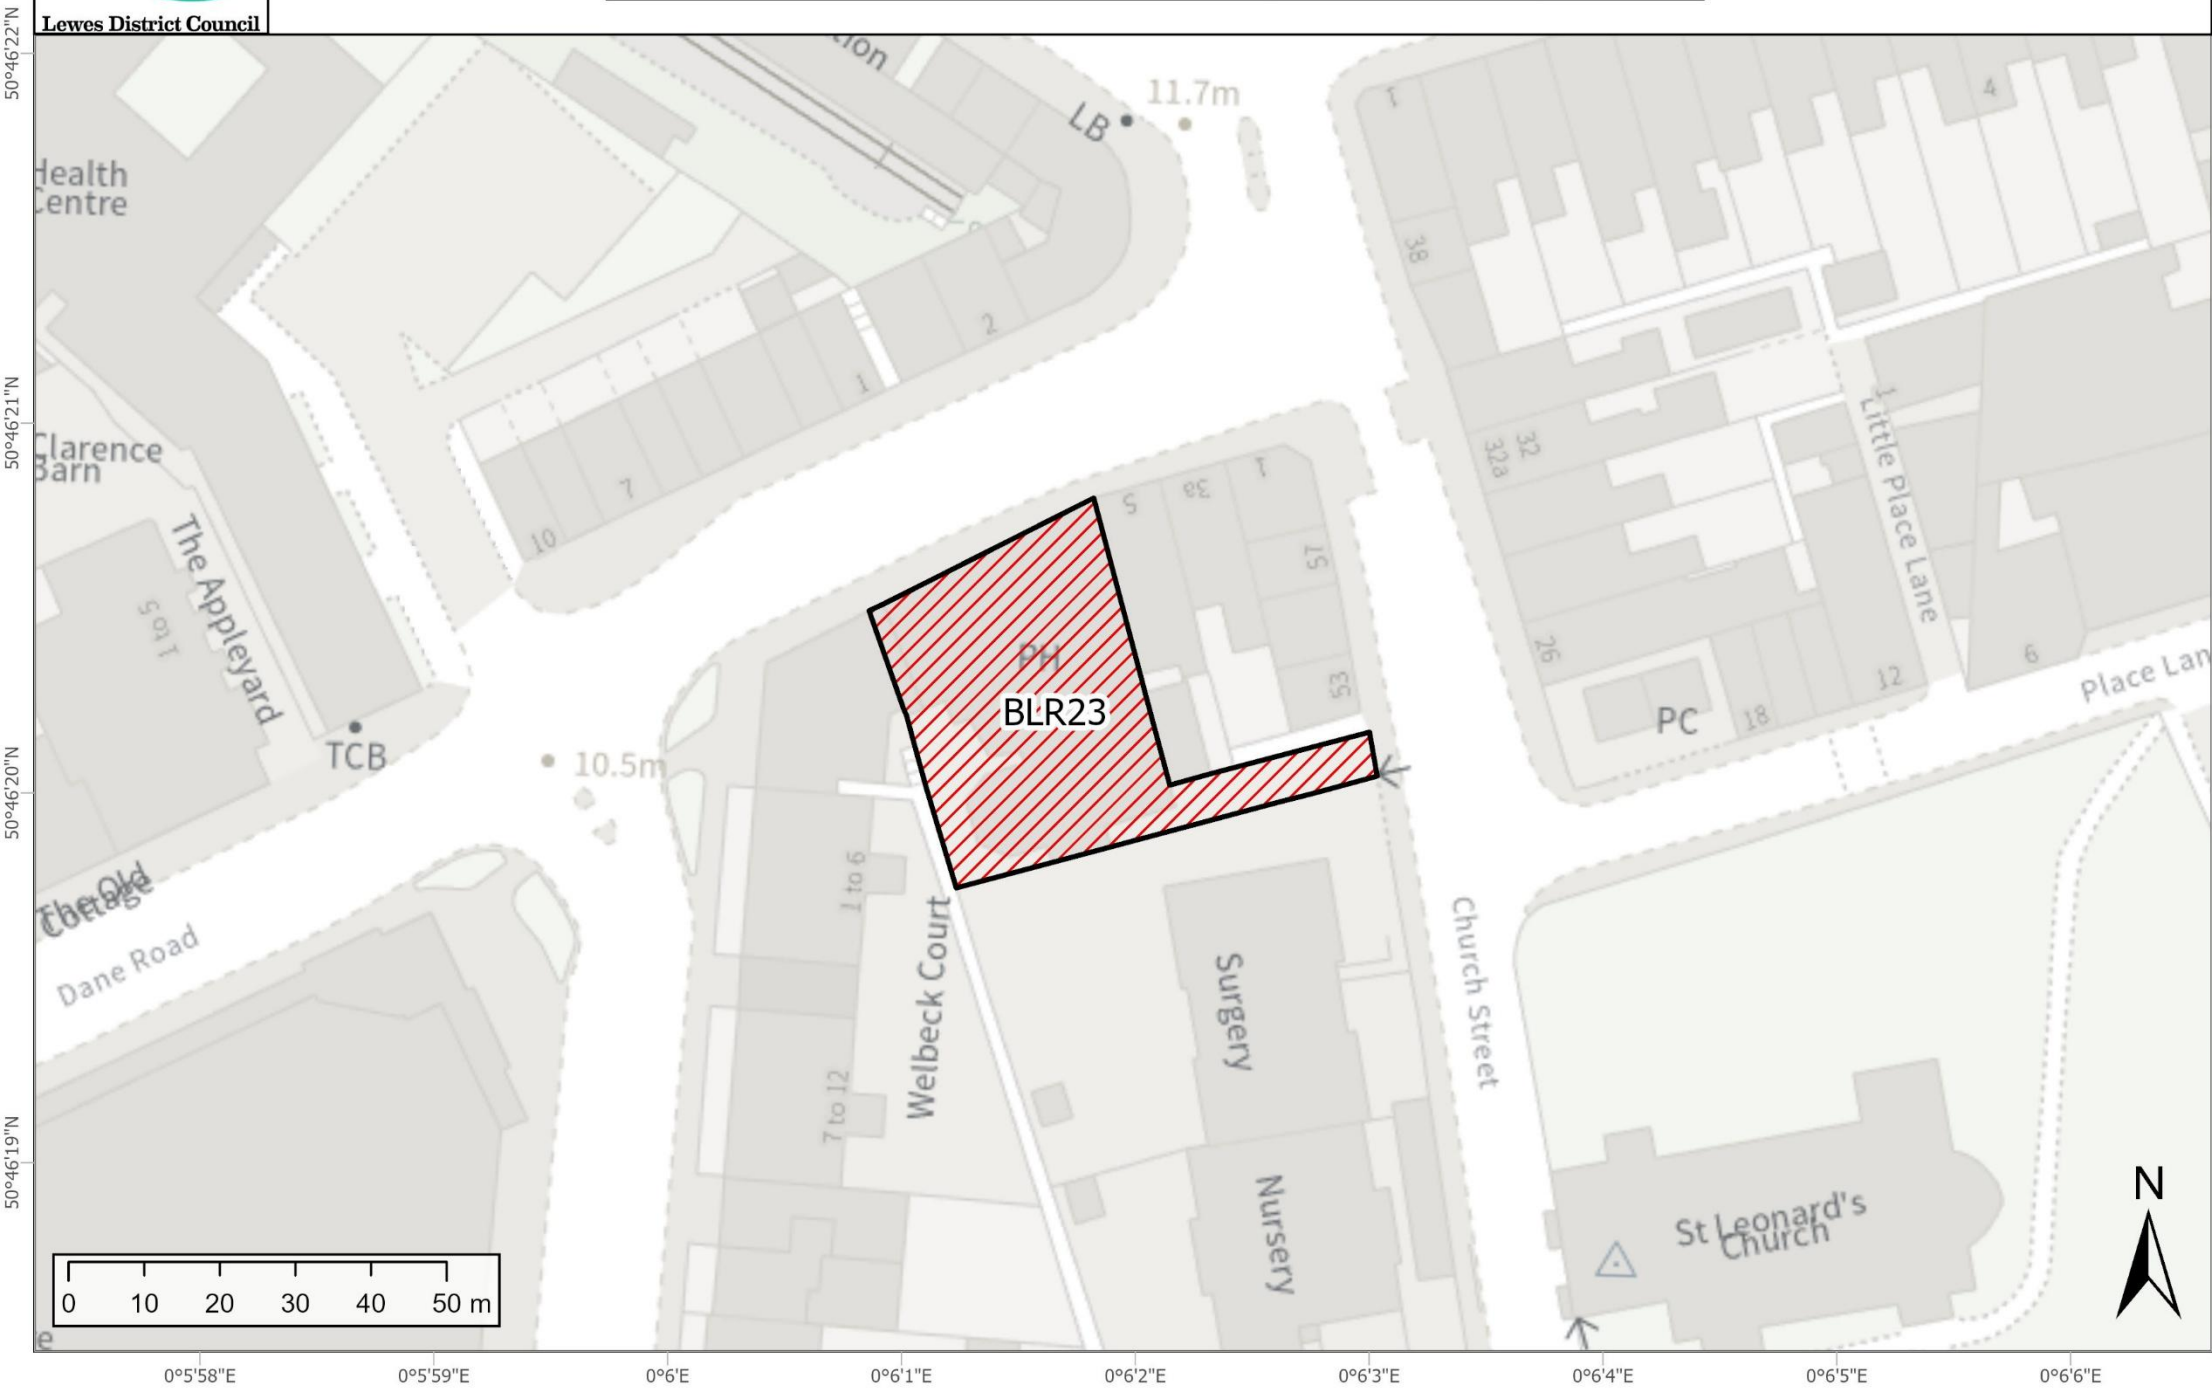 Lewes District Council
50°46'22"N
50°46'21"N
50°46'20"N
50°46'19"N
tion
LB
11.7m
1
4
38
Health
Centre
2
1
7
10
Clarence
Barn
The Appleyard
1 to 5
TCB
10.5m
1
3a
5
57
53
PH
BLR23
32
32a
26
1
Little Place Lane
12
18
6
PC
Place Lan
The Old
Cottage
Dane Road
1 to 6
7 to 12
Welbeck Court
Surgery
Nursery
Church Street
St Leonard's
Church
N
0 10 20 30 40 50 m
e
0°5'58"E 0°5'59"E 0°6'E 0°6'1"E 0°6'2"E 0°6'3"E 0°6'4"E 0°6'5"E 0°6'6"E